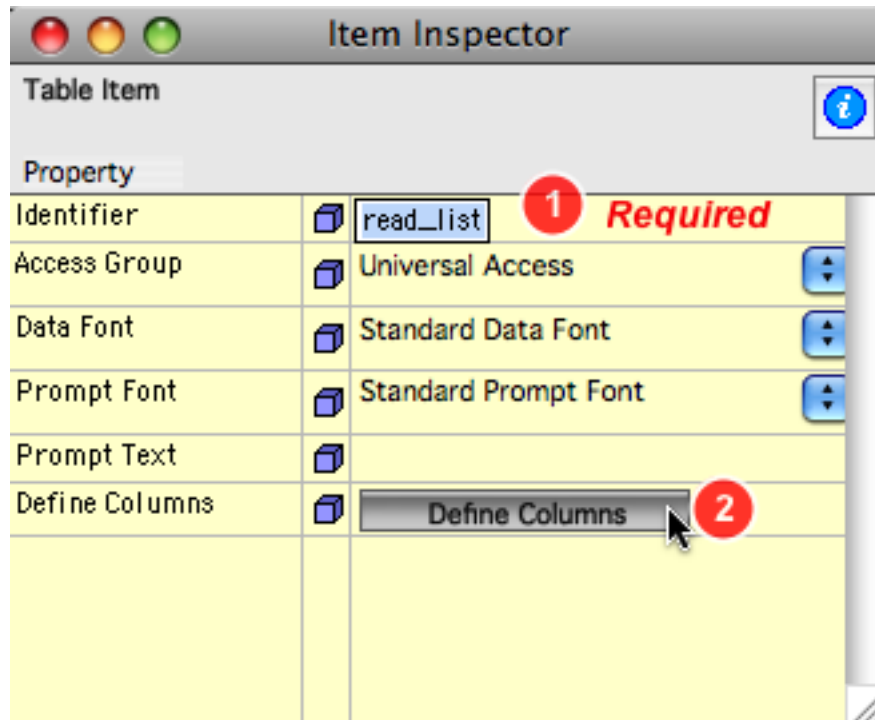 Item Inspector
Table Item
i
Property
Identifier read_list 1 Required
Access Group Universal Access
Data Font Standard Data Font
Prompt Font Standard Prompt Font
Prompt Text
Define Columns Define Columns 2